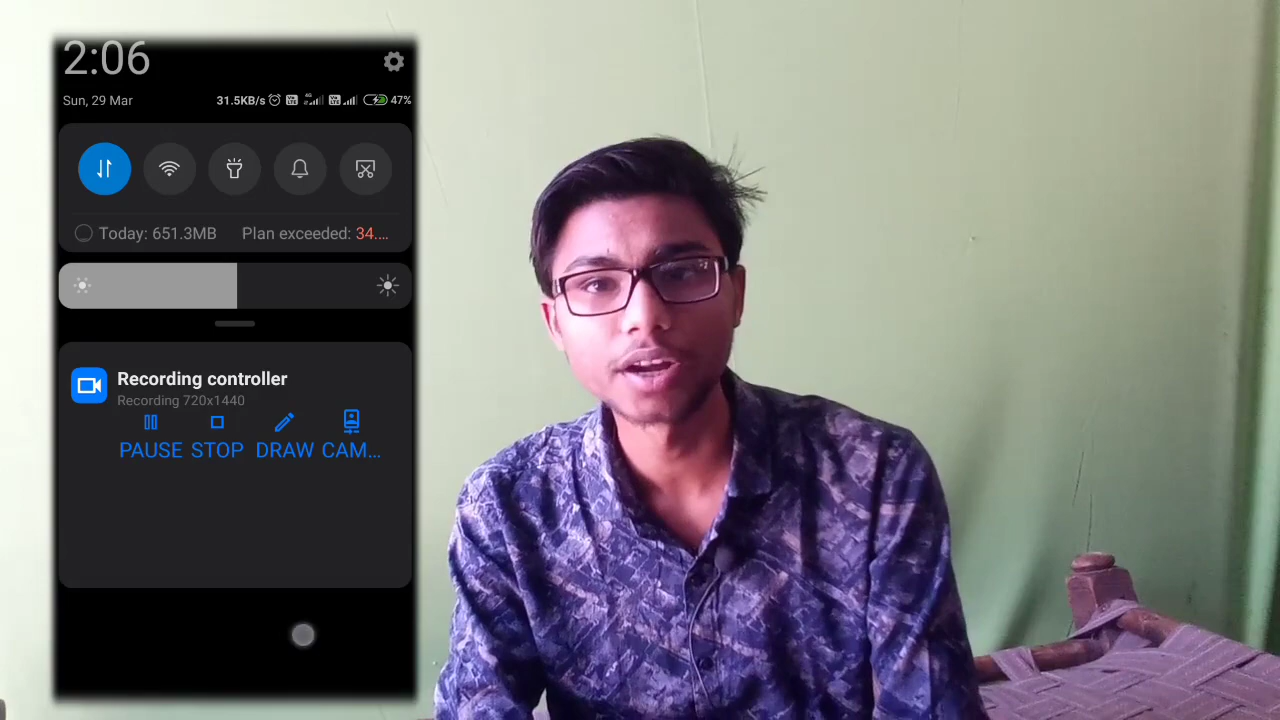 2:06
Sun, 29 Mar 31.5KB/s 4G 47%
Today: 651.3MB Plan exceeded: 34....
Recording controller
Recording 720x1440
PAUSE STOP DRAW CAM...